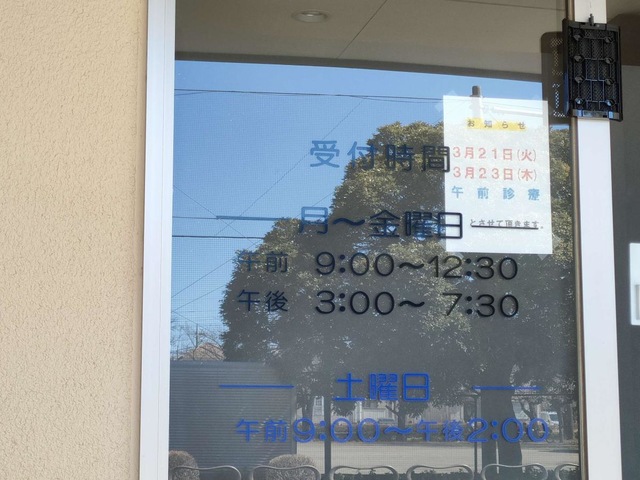 受付時間
月〜金曜日
午前 9:00〜12:30
午後 3:00〜 7:30
土曜日
午前9:00〜午後2:00
お知らせ
3月21日(火)
3月23日(木)
午前診療
とさせて頂きます。